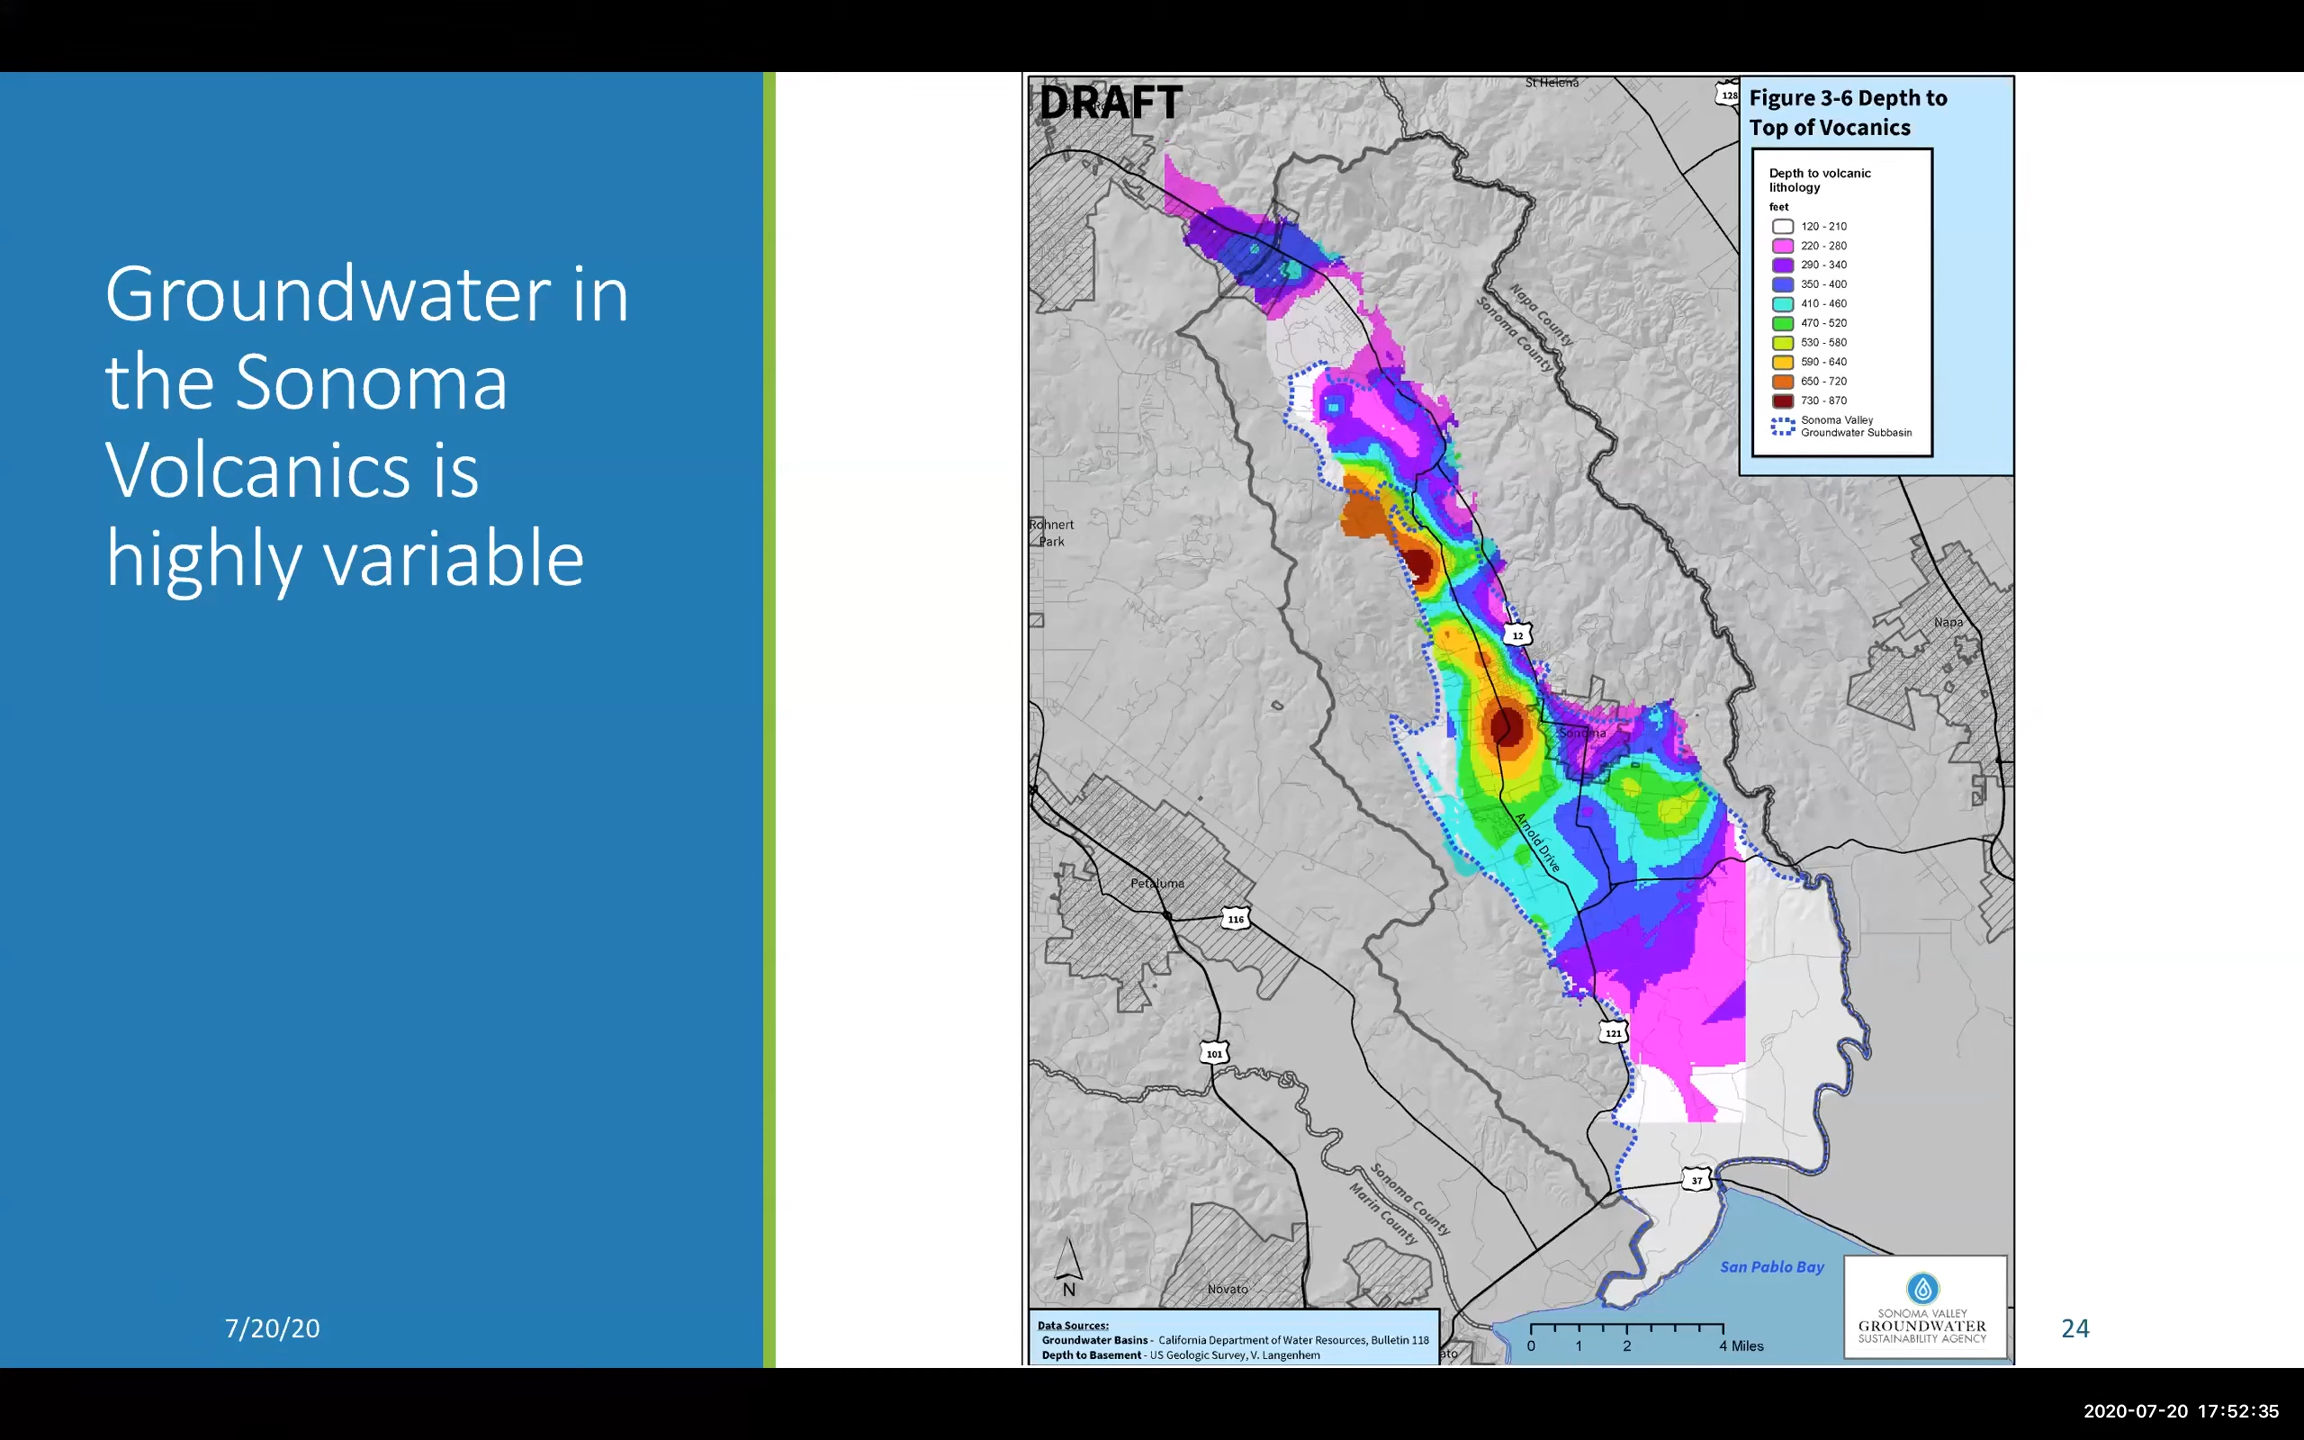 Groundwater in
the Sonoma
Volcanics is
highly variable
7/20/20
DRAFT
St Helena
128
Figure 3-6 Depth to
Top of Vocanics
Depth to volcanic
lithology
feet
120 - 210
220 - 280
290 - 340
350 - 400
410 - 460
470 - 520
530 - 580
590 - 640
650 - 720
730 - 870
Sonoma Valley
Groundwater Subbasin
Napa County
Sonoma County
Rohnert
Park
Napa
12
Sonoma
Arnold Drive
Petaluma
116
121
101
37
Sonoma County
Marin County
San Pablo Bay
N
Novato
Data Sources:
Groundwater Basins - California Department of Water Resources, Bulletin 118
Depth to Basement - US Geologic Survey, V. Langenhem
0 1 2 4 Miles
SONOMA VALLEY
GROUNDWATER
SUSTAINABILITY AGENCY
24
2020-07-20 17:52:35